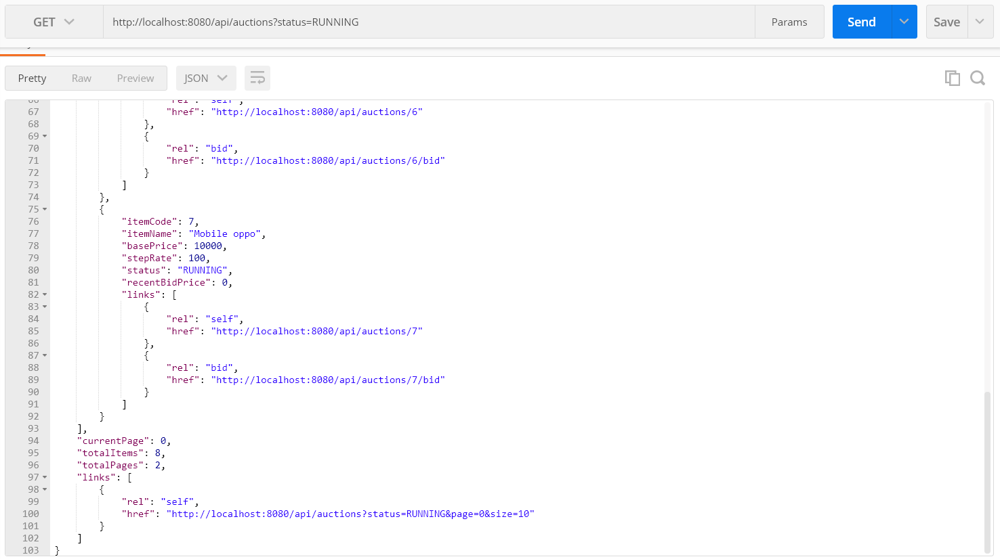 GET
http://localhost:8080/api/auctions?status=RUNNING
Params
Send
Save
Pretty
Raw
Preview
JSON
66 "rel": "self",
67 "href": "http://localhost:8080/api/auctions/6"
68 },
69 {
70 "rel": "bid",
71 "href": "http://localhost:8080/api/auctions/6/bid"
72 }
73 ]
74 },
75 {
76 "itemCode": 7,
77 "itemName": "Mobile oppo",
78 "basePrice": 10000,
79 "stepRate": 100,
80 "status": "RUNNING",
81 "recentBidPrice": 0,
82 "links": [
83 {
84 "rel": "self",
85 "href": "http://localhost:8080/api/auctions/7"
86 },
87 {
88 "rel": "bid",
89 "href": "http://localhost:8080/api/auctions/7/bid"
90 }
91 ]
92 }
93 ],
94 "currentPage": 0,
95 "totalItems": 8,
96 "totalPages": 2,
97 "links": [
98 {
99 "rel": "self",
100 "href": "http://localhost:8080/api/auctions?status=RUNNING&page=0&size=10"
101 }
102 ]
103 }